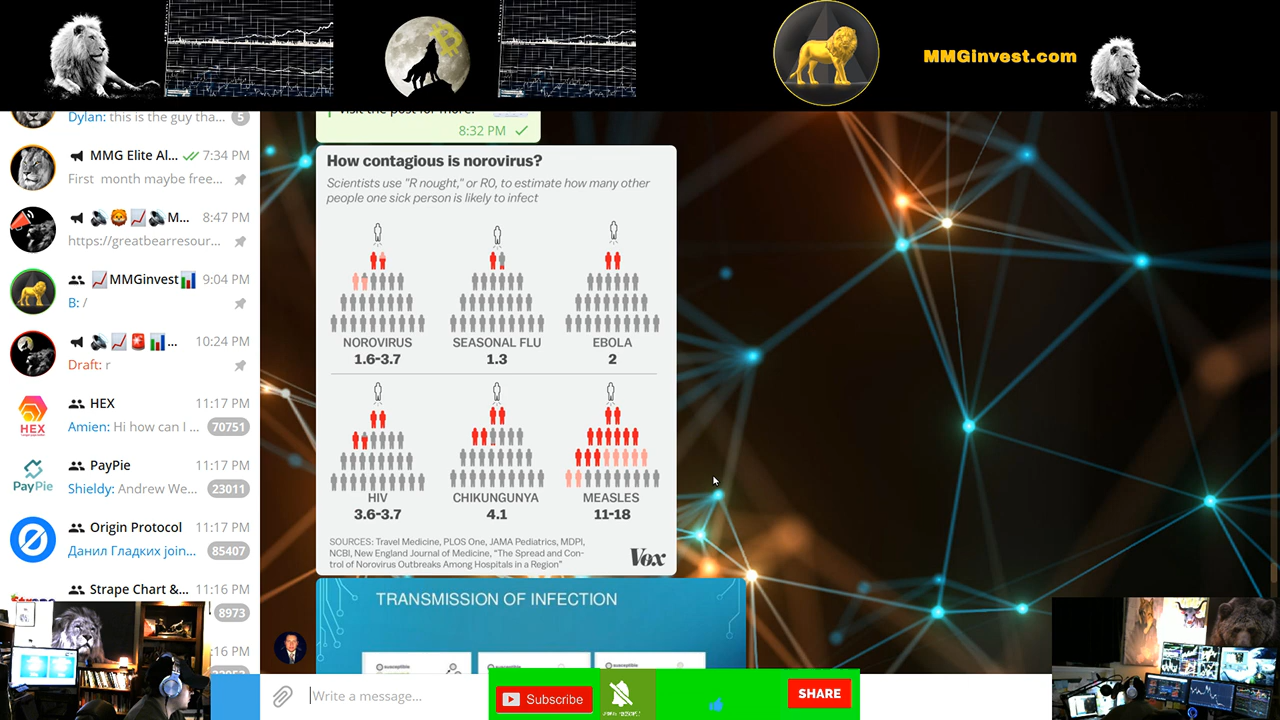 MMGinvest.com
Dylan: this is the guy tha...
5
MMG Elite Al...
7:34 PM
First month maybe free...
M...
8:47 PM
https://greatbearresour...
MMGinvest
9:04 PM
B: /
...
10:24 PM
Draft: r
HEX
HEX
11:17 PM
Amien: Hi how can I ...
70751
PayPie
PayPie
11:17 PM
Shieldy: Andrew We...
23011
Origin Protocol
11:17 PM
Данил Гладких join...
85407
Strape Chart &...
11:16 PM
8973
:16 PM
Visit the post for more.
8:32 PM
How contagious is norovirus?
Scientists use "R nought," or R0, to estimate how many other
people one sick person is likely to infect
NOROVIRUS
1.6-3.7
SEASONAL FLU
1.3
EBOLA
2
HIV
3.6-3.7
CHIKUNGUNYA
4.1
MEASLES
11-18
SOURCES: Travel Medicine, PLOS One, JAMA Pediatrics, MDPI,
NCBI, New England Journal of Medicine, "The Spread and Con-
trol of Norovirus Outbreaks Among Hospitals in a Region"
Vox
TRANSMISSION OF INFECTION
susceptible
susceptible
susceptible
Write a message...
Subscribe
SHARE